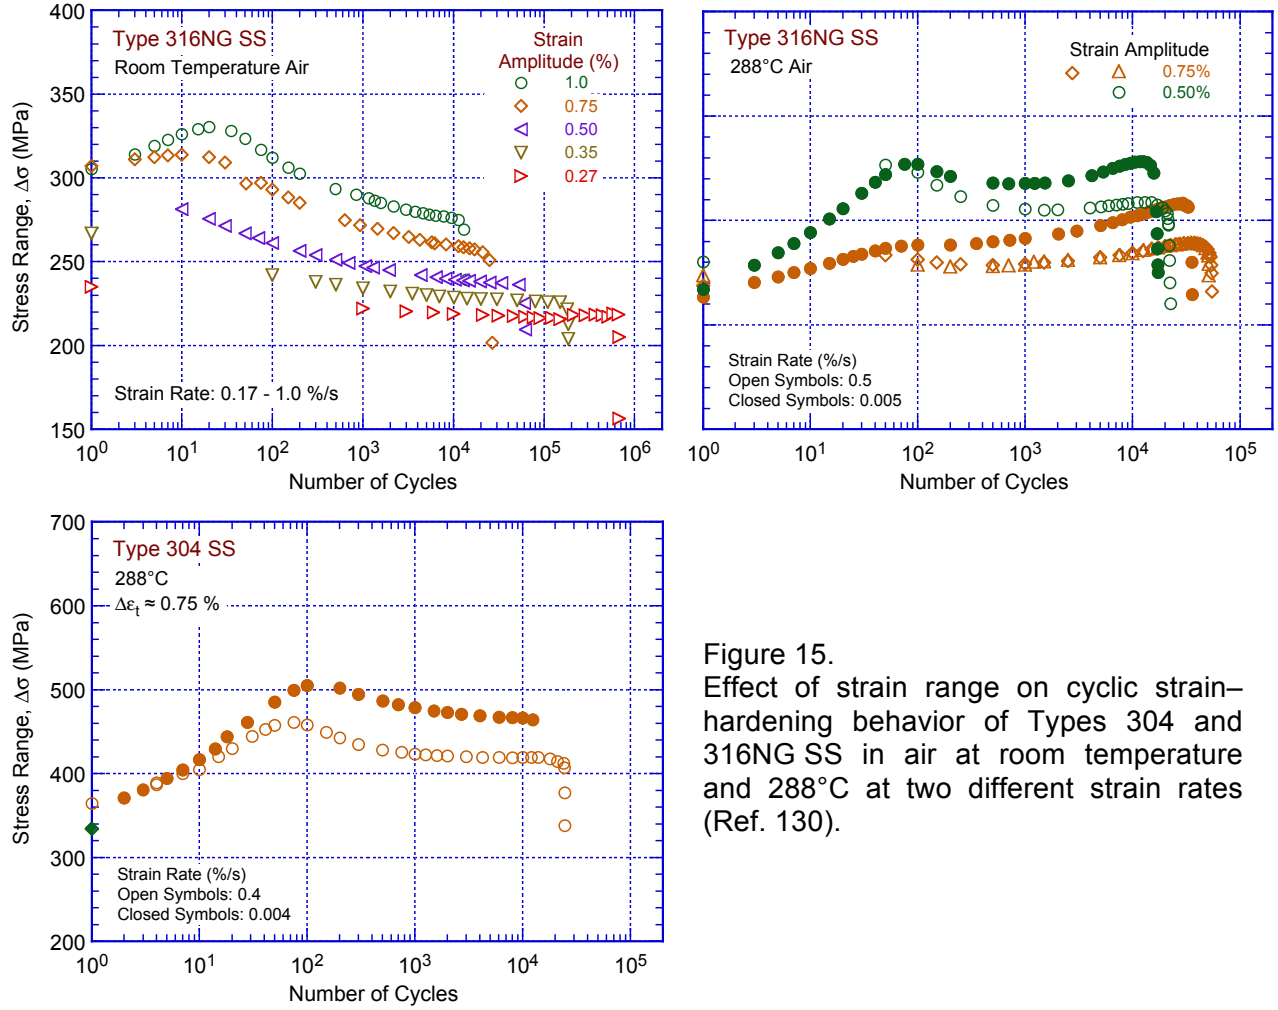 Type 316NG SS
Room Temperature Air
Strain
Amplitude (%)
1.0
0.75
0.50
0.35
0.27
Strain Rate: 0.17 - 1.0 %/s
Stress Range, Δσ (MPa)
400
350
300
250
200
150
10⁰ 10¹ 10² 10³ 10⁴ 10⁵ 10⁶
Number of Cycles
Type 316NG SS
288°C Air
Strain Amplitude
0.75%
0.50%
Strain Rate (%/s)
Open Symbols: 0.5
Closed Symbols: 0.005
10⁰ 10¹ 10² 10³ 10⁴ 10⁵
Number of Cycles
Type 304 SS
288°C
Δεt ≈ 0.75 %
Strain Rate (%/s)
Open Symbols: 0.4
Closed Symbols: 0.004
Stress Range, Δσ (MPa)
700
600
500
400
300
200
10⁰ 10¹ 10² 10³ 10⁴ 10⁵
Number of Cycles
Figure 15.
Effect of strain range on cyclic strain–
hardening behavior of Types 304 and
316NG SS in air at room temperature
and 288°C at two different strain rates
(Ref. 130).